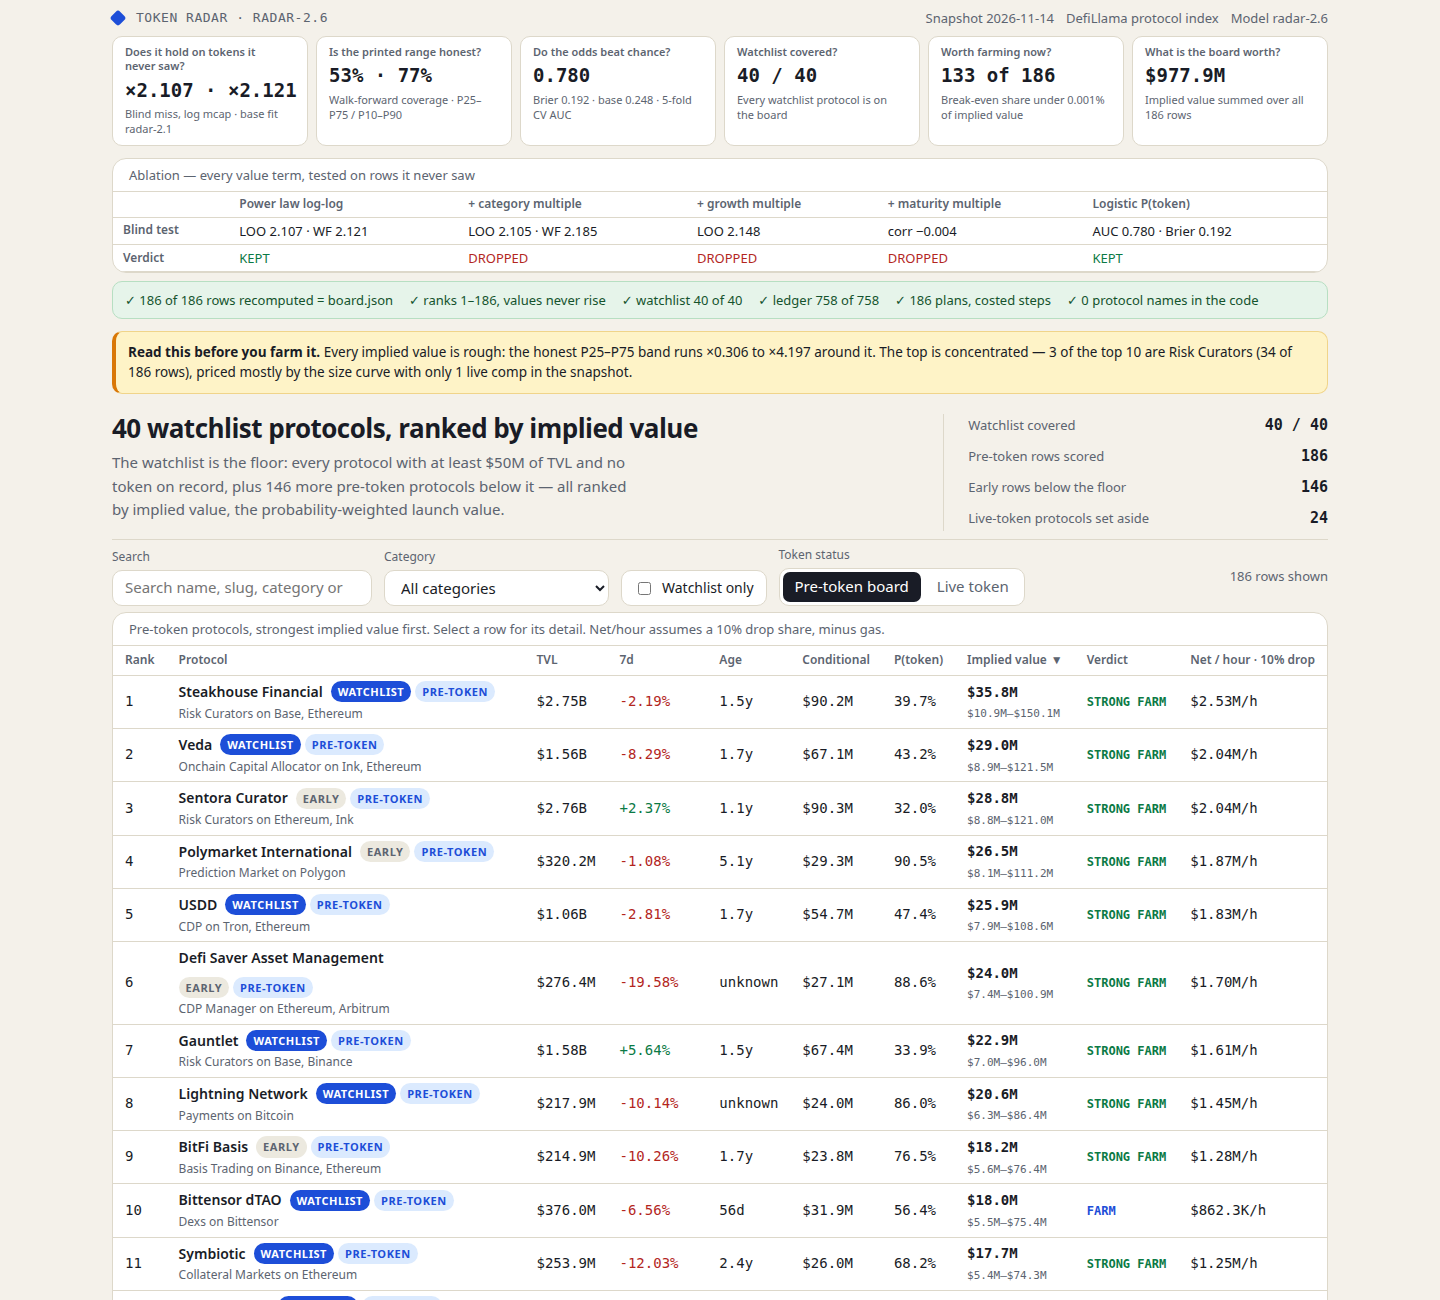 TOKEN RADAR · RADAR-2.6
Snapshot 2026-11-14 DefiLlama protocol index Model radar-2.6
Does it hold on tokens it never saw?
×2.107 · ×2.121
Blind miss, log mcap · base fit radar-2.1
Is the printed range honest?
53% · 77%
Walk-forward coverage · P25–P75 / P10–P90
Do the odds beat chance?
0.780
Brier 0.192 · base 0.248 · 5-fold CV AUC
Watchlist covered?
40 / 40
Every watchlist protocol is on the board
Worth farming now?
133 of 186
Break-even share under 0.001% of implied value
What is the board worth?
$977.9M
Implied value summed over all 186 rows
Ablation — every value term, tested on rows it never saw
Power law log-log + category multiple + growth multiple + maturity multiple Logistic P(token)
Blind test LOO 2.107 · WF 2.121 LOO 2.105 · WF 2.185 LOO 2.148 corr −0.004 AUC 0.780 · Brier 0.192
Verdict KEPT DROPPED DROPPED DROPPED KEPT
✓ 186 of 186 rows recomputed = board.json ✓ ranks 1–186, values never rise ✓ watchlist 40 of 40 ✓ ledger 758 of 758 ✓ 186 plans, costed steps ✓ 0 protocol names in the code
Read this before you farm it. Every implied value is rough: the honest P25–P75 band runs ×0.306 to ×4.197 around it. The top is concentrated — 3 of the top 10 are Risk Curators (34 of
186 rows), priced mostly by the size curve with only 1 live comp in the snapshot.
40 watchlist protocols, ranked by implied value
The watchlist is the floor: every protocol with at least $50M of TVL and no
token on record, plus 146 more pre-token protocols below it — all ranked
by implied value, the probability-weighted launch value.
Watchlist covered 40 / 40
Pre-token rows scored 186
Early rows below the floor 146
Live-token protocols set aside 24
Search
Search name, slug, category or
Category
All categories
Watchlist only
Token status
Pre-token board Live token
186 rows shown
Pre-token protocols, strongest implied value first. Select a row for its detail. Net/hour assumes a 10% drop share, minus gas.
Rank Protocol TVL 7d Age Conditional P(token) Implied value ▼ Verdict Net / hour · 10% drop
1 Steakhouse Financial WATCHLIST PRE-TOKEN $2.75B -2.19% 1.5y $90.2M 39.7% $35.8M STRONG FARM $2.53M/h
Risk Curators on Base, Ethereum $10.9M–$150.1M
2 Veda WATCHLIST PRE-TOKEN $1.56B -8.29% 1.7y $67.1M 43.2% $29.0M STRONG FARM $2.04M/h
Onchain Capital Allocator on Ink, Ethereum $8.9M–$121.5M
3 Sentora Curator EARLY PRE-TOKEN $2.76B +2.37% 1.1y $90.3M 32.0% $28.8M STRONG FARM $2.04M/h
Risk Curators on Ethereum, Ink $8.8M–$121.0M
4 Polymarket International EARLY PRE-TOKEN $320.2M -1.08% 5.1y $29.3M 90.5% $26.5M STRONG FARM $1.87M/h
Prediction Market on Polygon $8.1M–$111.2M
5 USDD WATCHLIST PRE-TOKEN $1.06B -2.81% 1.7y $54.7M 47.4% $25.9M STRONG FARM $1.83M/h
CDP on Tron, Ethereum $7.9M–$108.6M
6 Defi Saver Asset Management EARLY PRE-TOKEN $276.4M -19.58% unknown $27.1M 88.6% $24.0M STRONG FARM $1.70M/h
CDP Manager on Ethereum, Arbitrum $7.4M–$100.9M
7 Gauntlet WATCHLIST PRE-TOKEN $1.58B +5.64% 1.5y $67.4M 33.9% $22.9M STRONG FARM $1.61M/h
Risk Curators on Base, Binance $7.0M–$96.0M
8 Lightning Network WATCHLIST PRE-TOKEN $217.9M -10.14% unknown $24.0M 86.0% $20.6M STRONG FARM $1.45M/h
Payments on Bitcoin $6.3M–$86.4M
9 BitFi Basis EARLY PRE-TOKEN $214.9M -10.26% 1.7y $23.8M 76.5% $18.2M STRONG FARM $1.28M/h
Basis Trading on Binance, Ethereum $5.6M–$76.4M
10 Bittensor dTAO WATCHLIST PRE-TOKEN $376.0M -6.56% 56d $31.9M 56.4% $18.0M FARM $862.3K/h
Dexs on Bittensor $5.5M–$75.4M
11 Symbiotic WATCHLIST PRE-TOKEN $253.9M -12.03% 2.4y $26.0M 68.2% $17.7M STRONG FARM $1.25M/h
Collateral Markets on Ethereum $5.4M–$74.3M